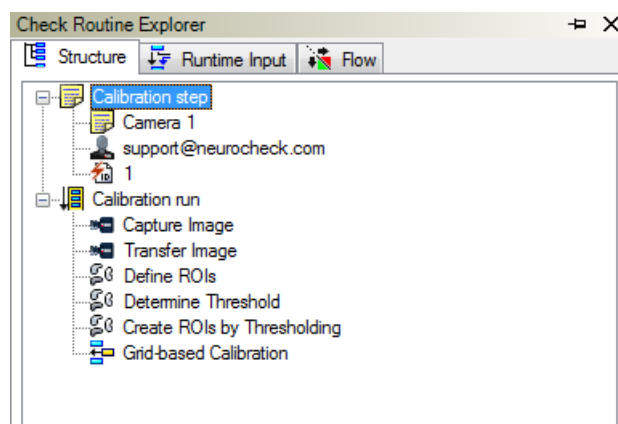 Check Routine Explorer
Structure Runtime Input Flow
Calibration step
Camera 1
support@neurocheck.com
1
Calibration run
Capture Image
Transfer Image
Define ROIs
Determine Threshold
Create ROIs by Thresholding
Grid-based Calibration